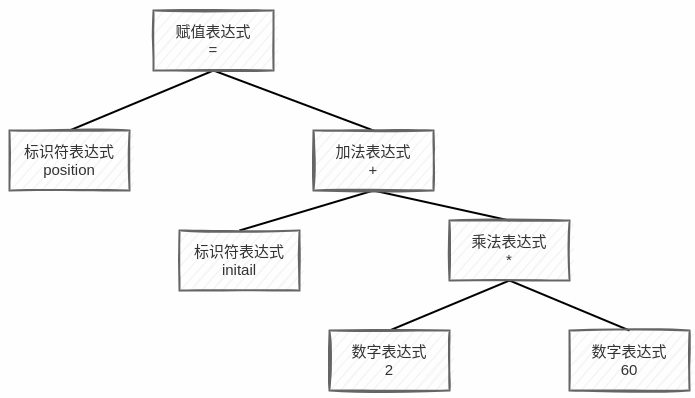 赋值表达式
=
标识符表达式
position
加法表达式
+
标识符表达式
initail
乘法表达式
*
数字表达式
2
数字表达式
60